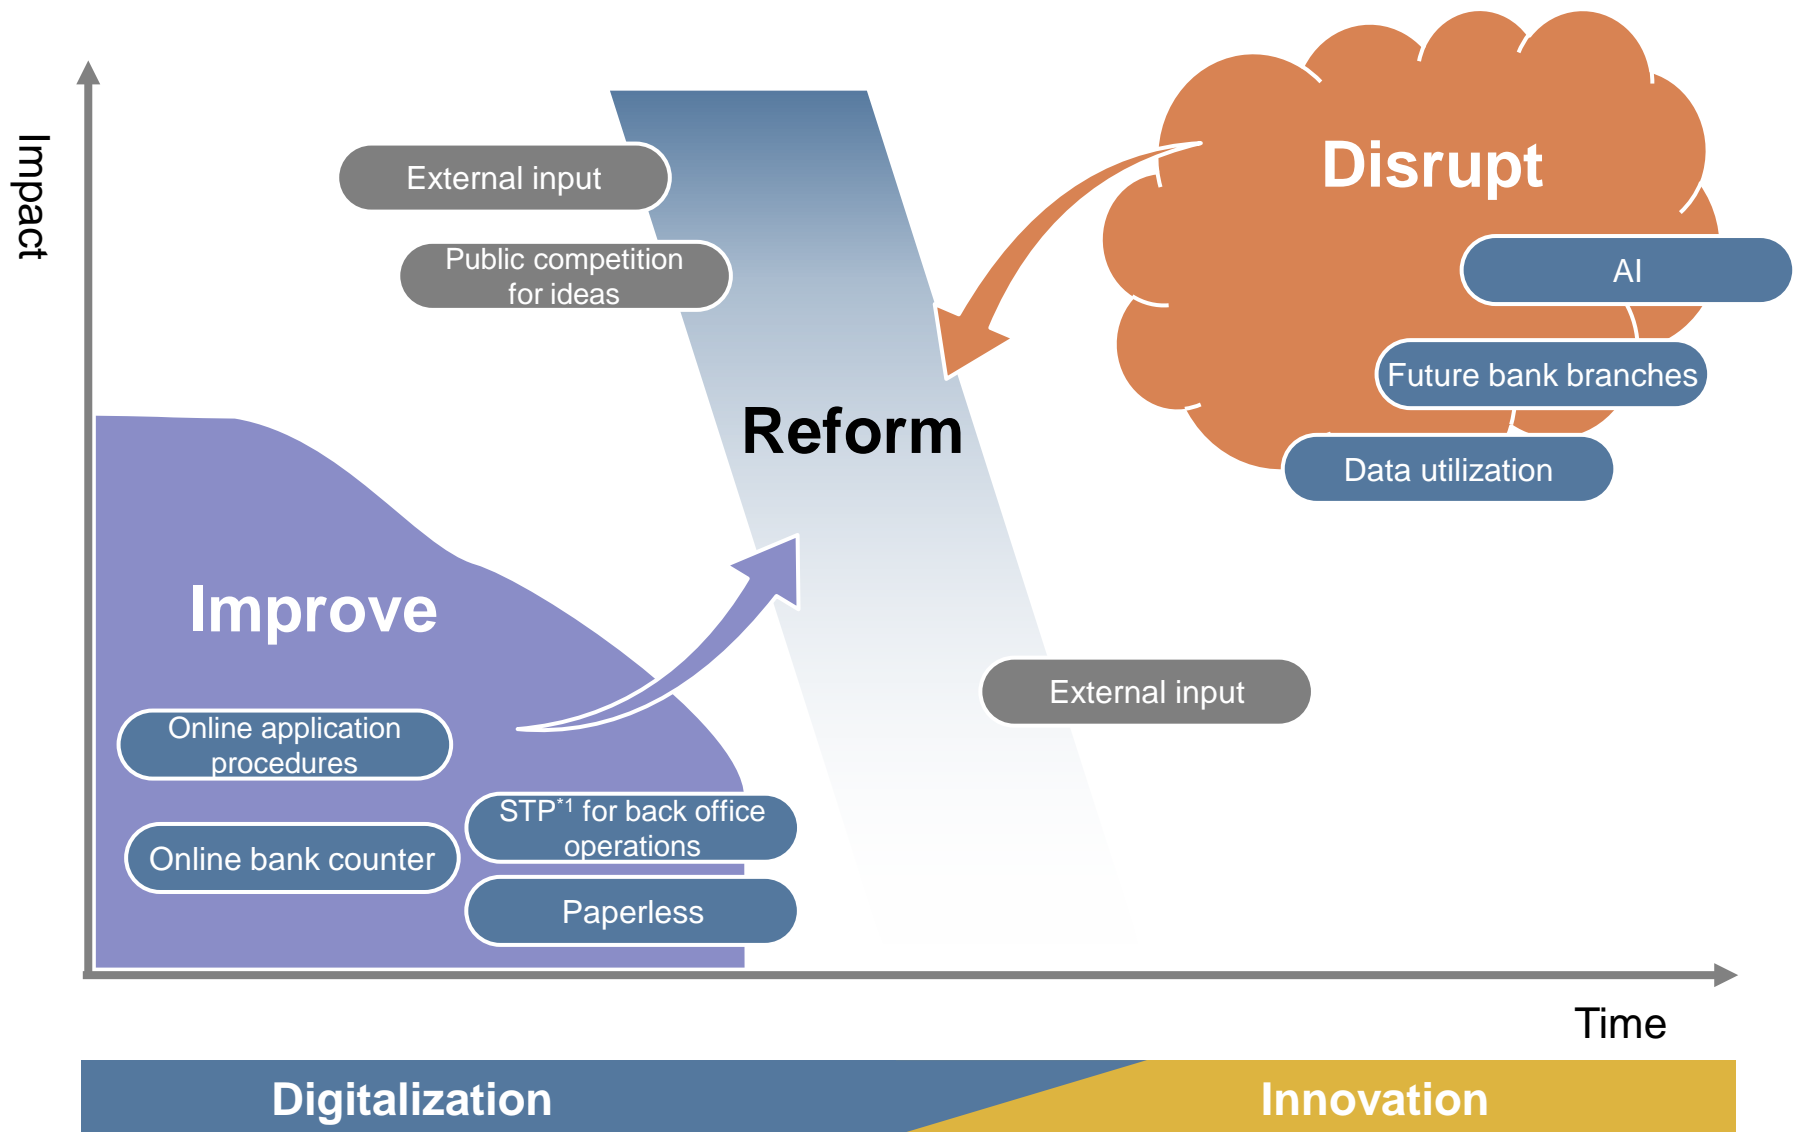 Impact
External input
Public competition
for ideas
Disrupt
AI
Future bank branches
Data utilization
Reform
Improve
External input
Online application
procedures
STP*1 for back office
operations
Online bank counter
Paperless
Time
Digitalization
Innovation